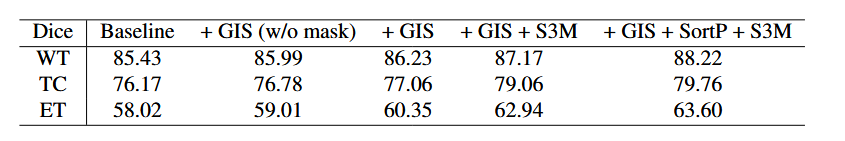 Dice Baseline + GIS (w/o mask) + GIS + GIS + S3M + GIS + SortP + S3M
WT 85.43 85.99 86.23 87.17 88.22
TC 76.17 76.78 77.06 79.06 79.76
ET 58.02 59.01 60.35 62.94 63.60